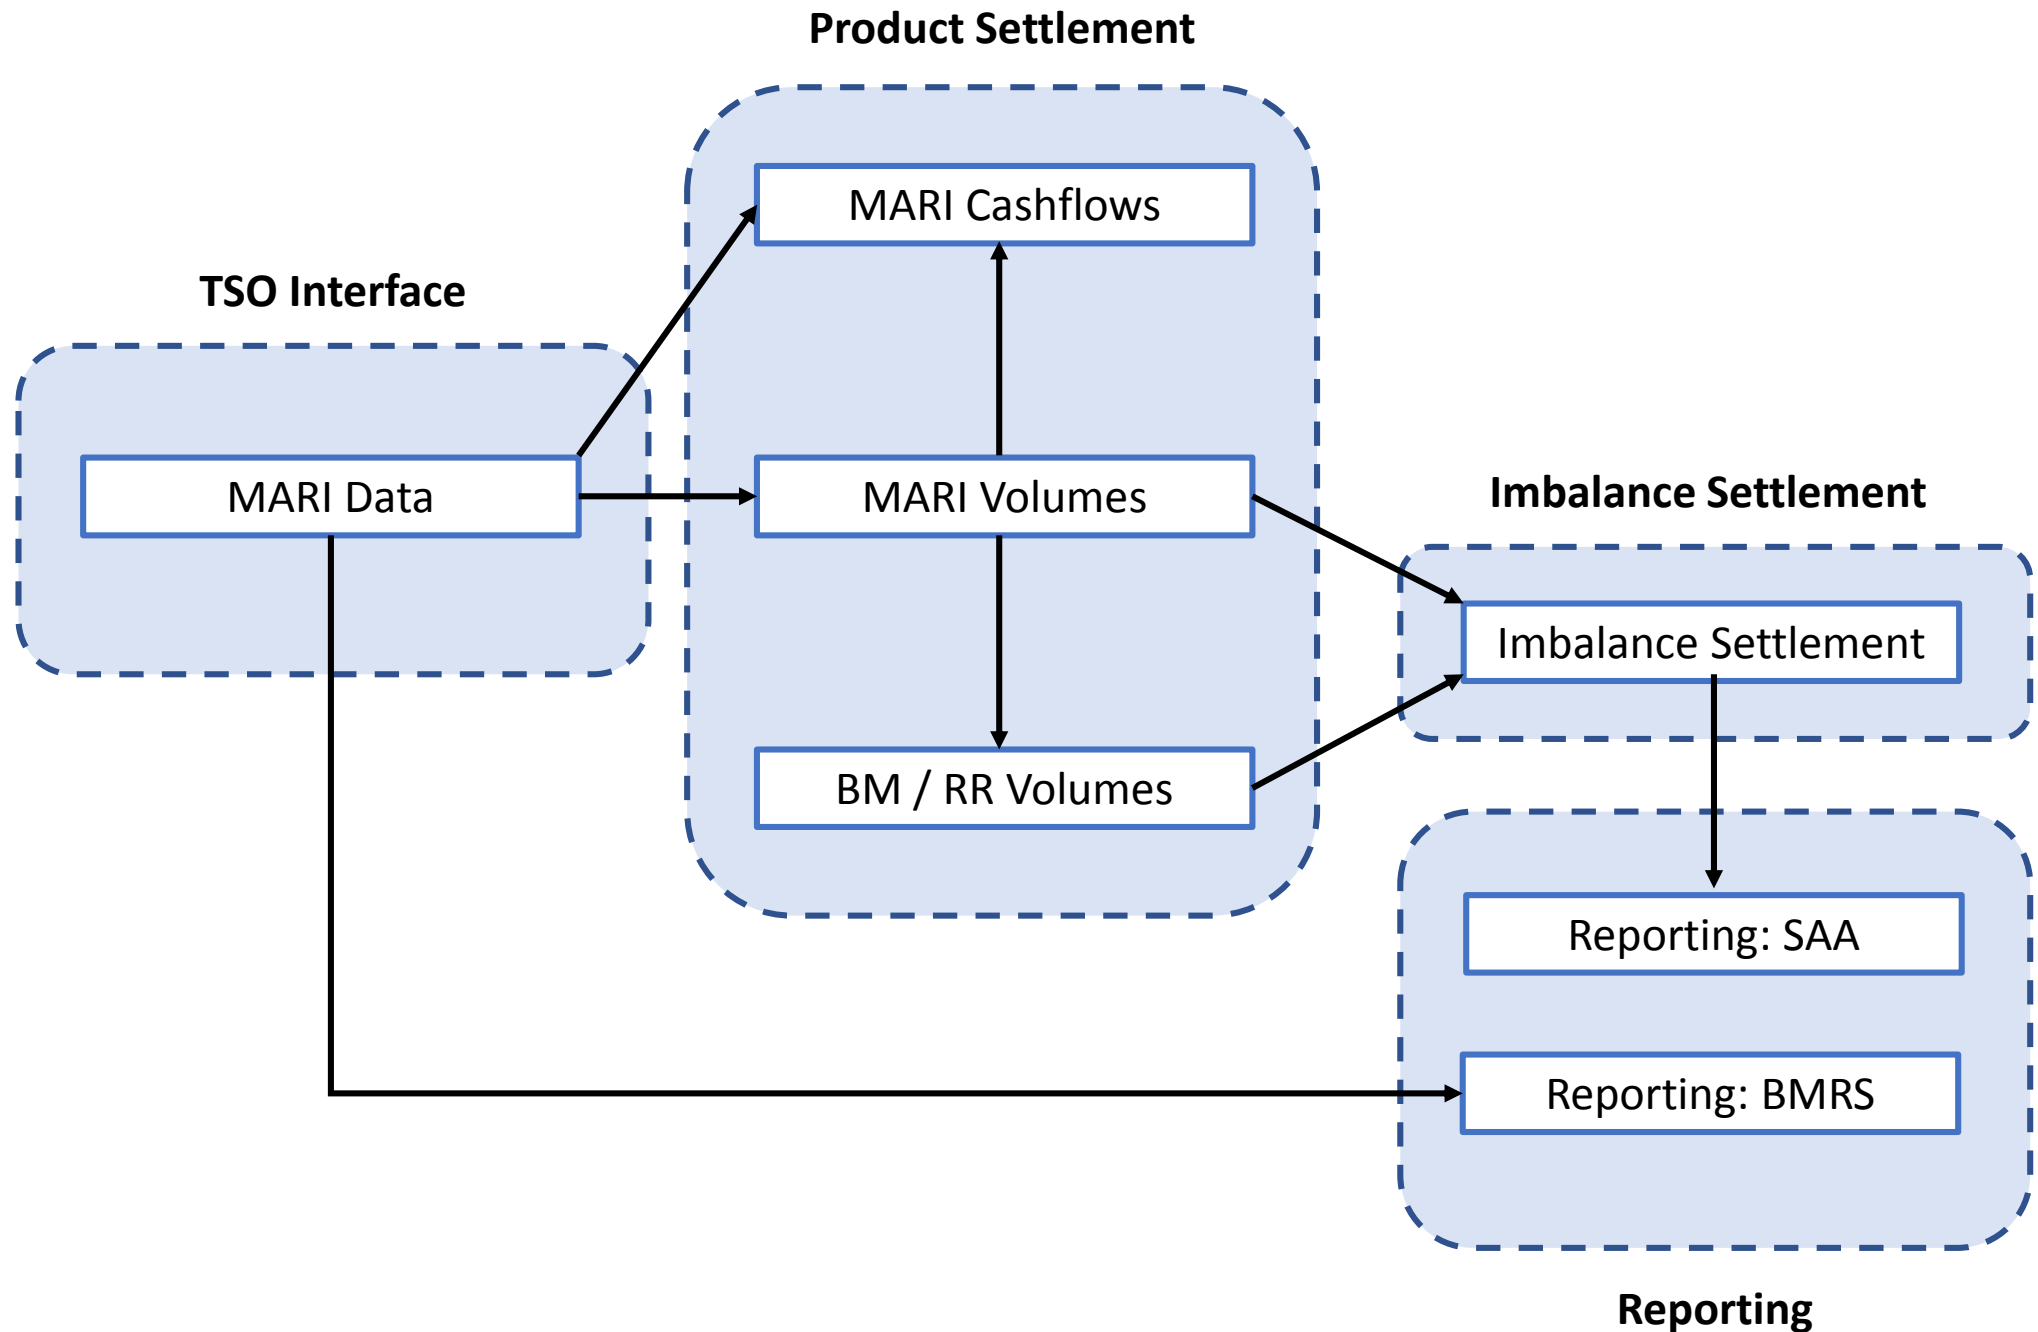 Product Settlement
MARI Cashflows
TSO Interface
MARI Data
MARI Volumes
Imbalance Settlement
Imbalance Settlement
BM / RR Volumes
Reporting: SAA
Reporting: BMRS
Reporting